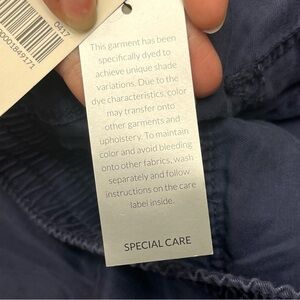 0417
00001849171
This garment has been
specifically dyed to
achieve unique shade
variations. Due to the
dye characteristics, color
may transfer onto
other garments and
upholstery. To maintain
color and avoid bleeding
onto other fabrics, wash
separately and follow
instructions on the care
label inside.
SPECIAL CARE